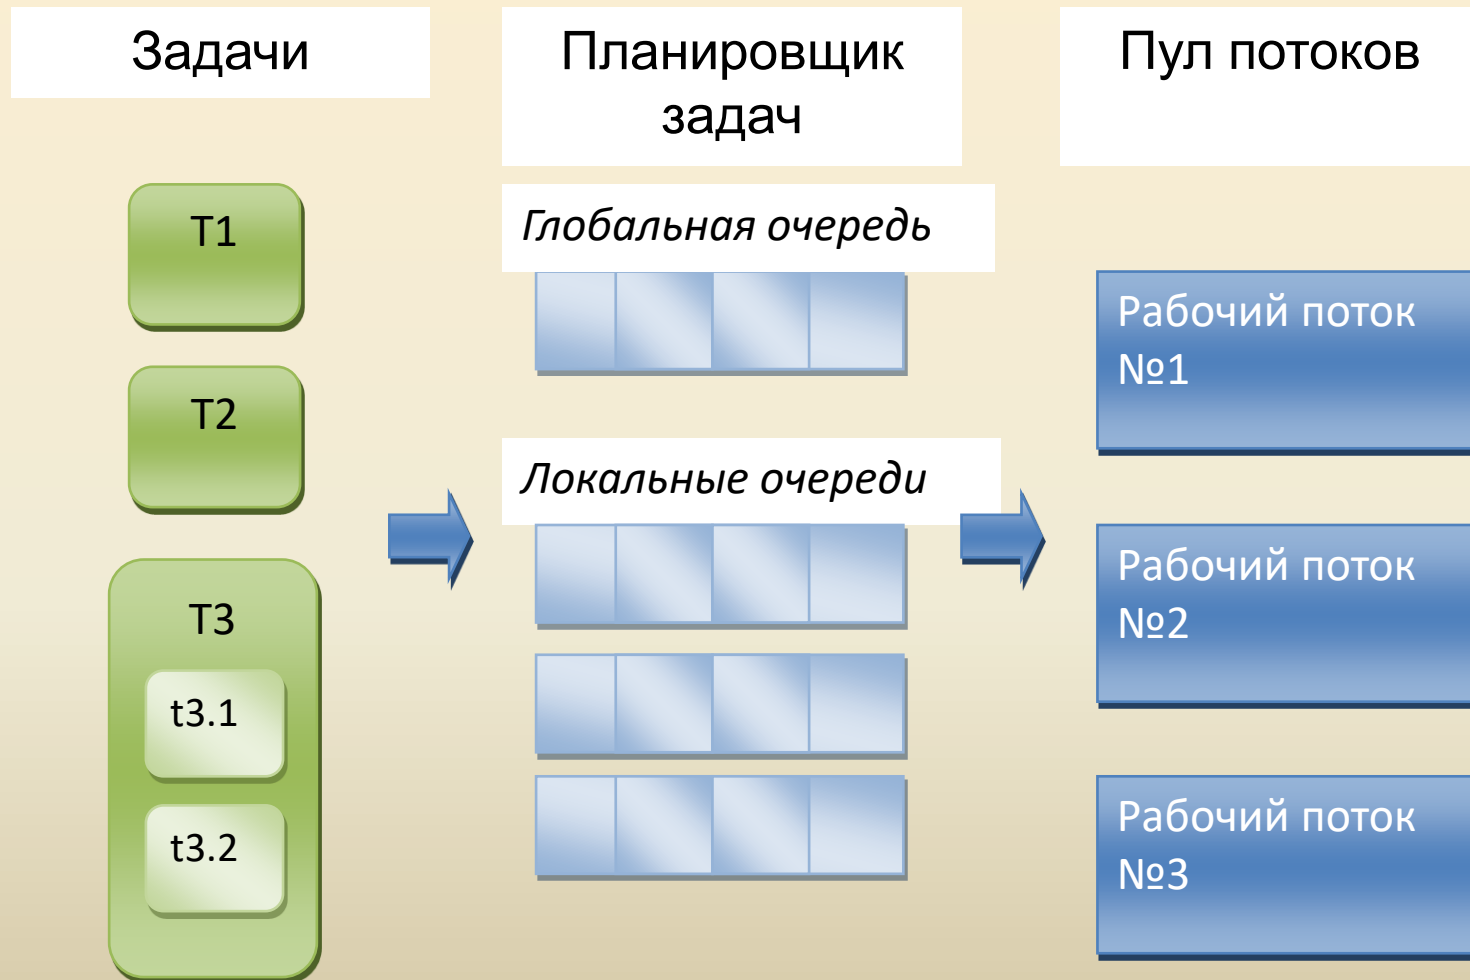 Задачи
Планировщик
задач
Пул потоков
T1
T2
T3
t3.1
t3.2
Глобальная очередь
Локальные очереди
Рабочий поток
№1
Рабочий поток
№2
Рабочий поток
№3